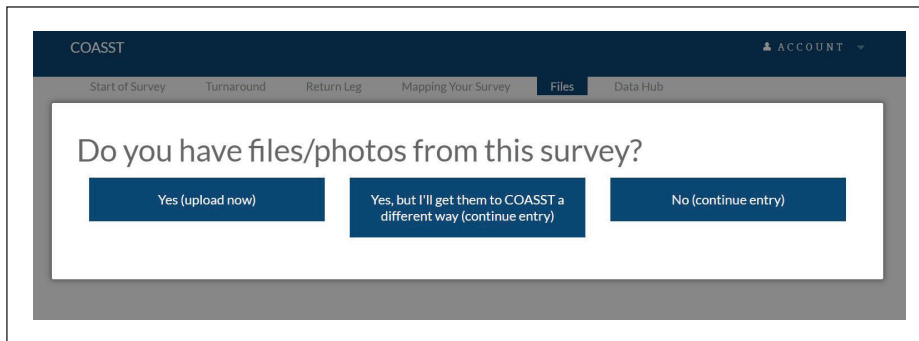 COASST
ACCOUNT
Start of Survey Turnaround Return Leg Mapping Your Survey Files Data Hub
Do you have files/photos from this survey?
Yes (upload now)
Yes, but I'll get them to COASST a
different way (continue entry)
No (continue entry)